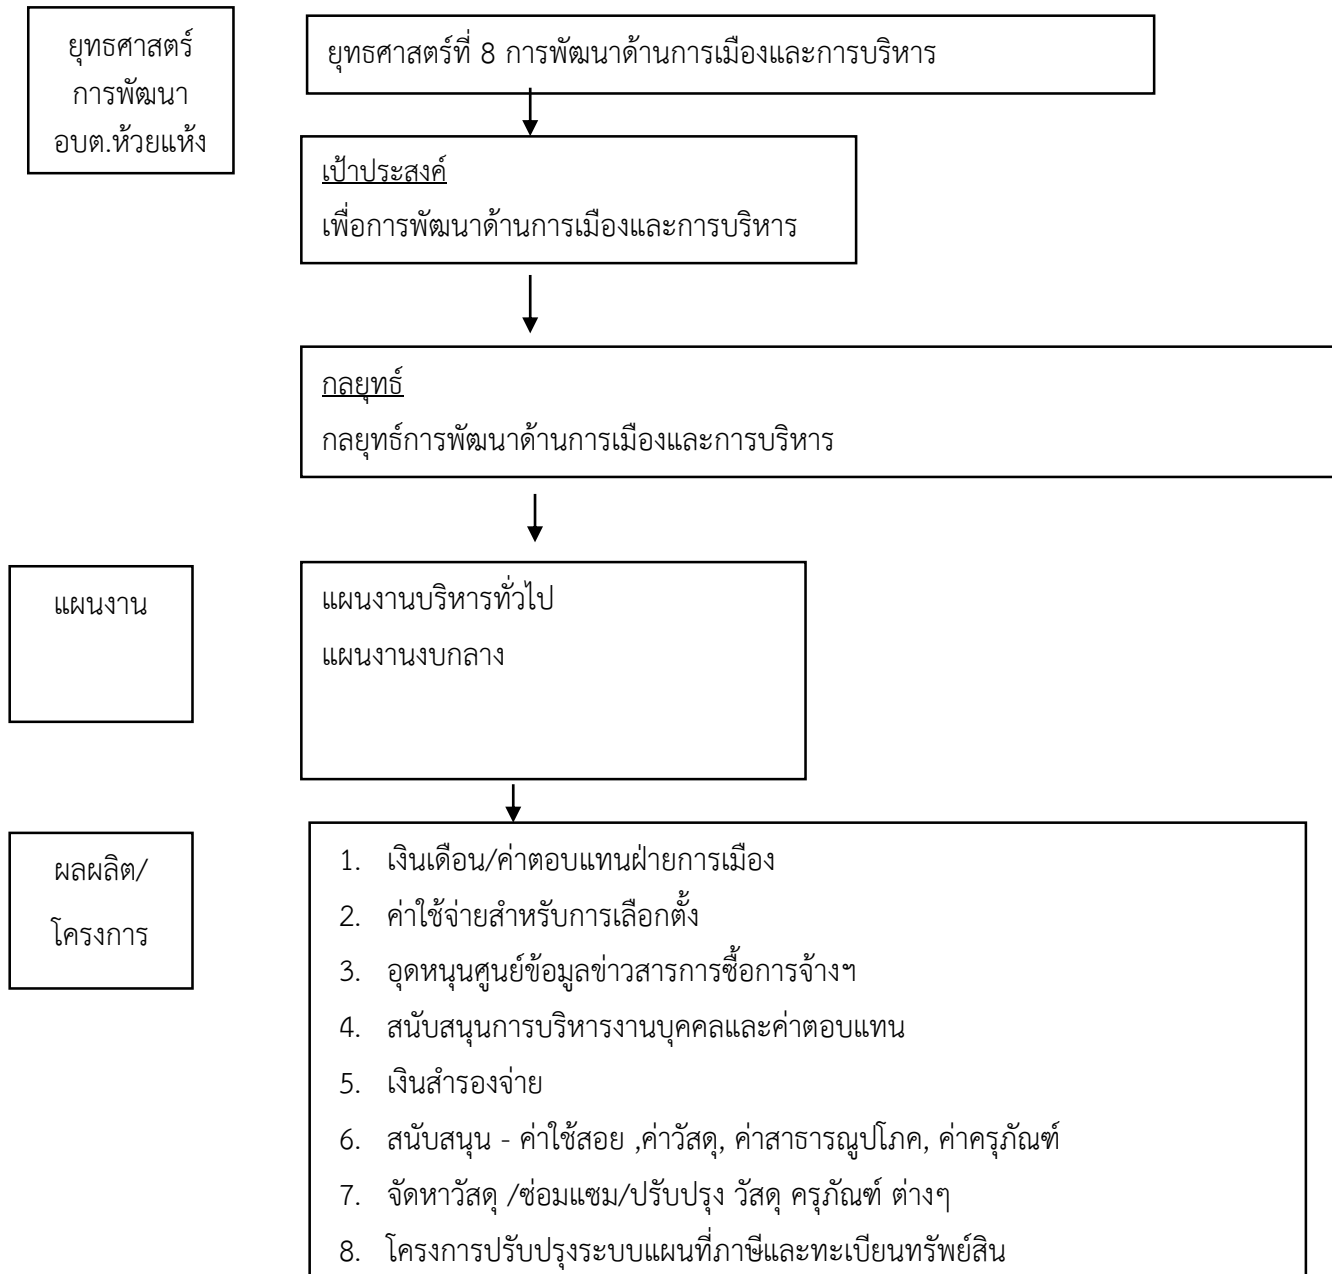 ยุทธศาสตร์
การพัฒนา
อบต.ห้วยแห้ง
ยุทธศาสตร์ที่ 8 การพัฒนาด้านการเมืองและการบริหาร
เป้าประสงค์
เพื่อการพัฒนาด้านการเมืองและการบริหาร
กลยุทธ์
กลยุทธ์การพัฒนาด้านการเมืองและการบริหาร
แผนงาน
แผนงานบริหารทั่วไป
แผนงานงบกลาง
ผลผลิต/
โครงการ
1. เงินเดือน/ค่าตอบแทนฝ่ายการเมือง
2. ค่าใช้จ่ายสำหรับการเลือกตั้ง
3. อุดหนุนศูนย์ข้อมูลข่าวสารการซื้อการจ้างฯ
4. สนับสนุนการบริหารงานบุคคลและค่าตอบแทน
5. เงินสำรองจ่าย
6. สนับสนุน - ค่าใช้สอย ,ค่าวัสดุ, ค่าสาธารณูปโภค, ค่าครุภัณฑ์
7. จัดหาวัสดุ /ซ่อมแซม/ปรับปรุง วัสดุ ครุภัณฑ์ ต่างๆ
8. โครงการปรับปรุงระบบแผนที่ภาษีและทะเบียนทรัพย์สิน